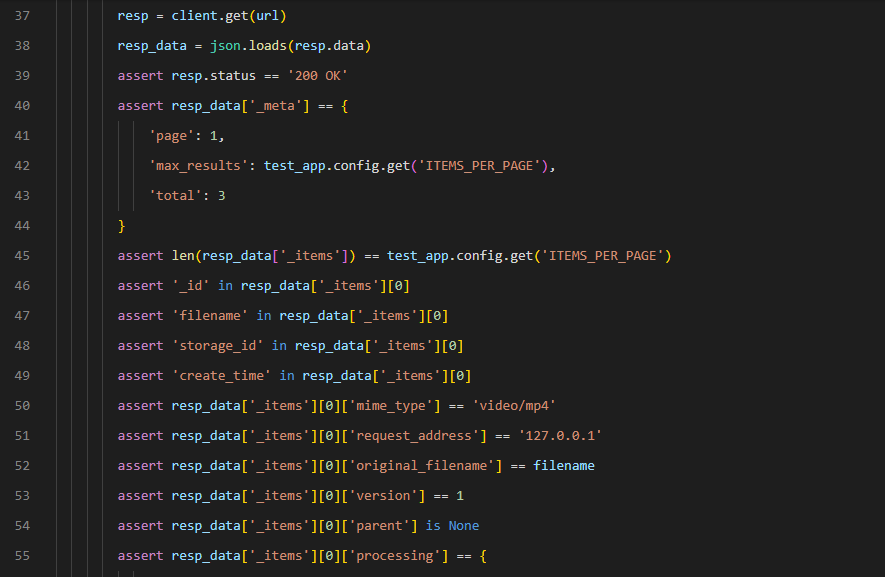 37 resp = client.get(url)
38 resp_data = json.loads(resp.data)
39 assert resp.status == '200 OK'
40 assert resp_data['_meta'] == {
41 'page': 1,
42 'max_results': test_app.config.get('ITEMS_PER_PAGE'),
43 'total': 3
44 }
45 assert len(resp_data['_items']) == test_app.config.get('ITEMS_PER_PAGE')
46 assert '_id' in resp_data['_items'][0]
47 assert 'filename' in resp_data['_items'][0]
48 assert 'storage_id' in resp_data['_items'][0]
49 assert 'create_time' in resp_data['_items'][0]
50 assert resp_data['_items'][0]['mime_type'] == 'video/mp4'
51 assert resp_data['_items'][0]['request_address'] == '127.0.0.1'
52 assert resp_data['_items'][0]['original_filename'] == filename
53 assert resp_data['_items'][0]['version'] == 1
54 assert resp_data['_items'][0]['parent'] is None
55 assert resp_data['_items'][0]['processing'] == {